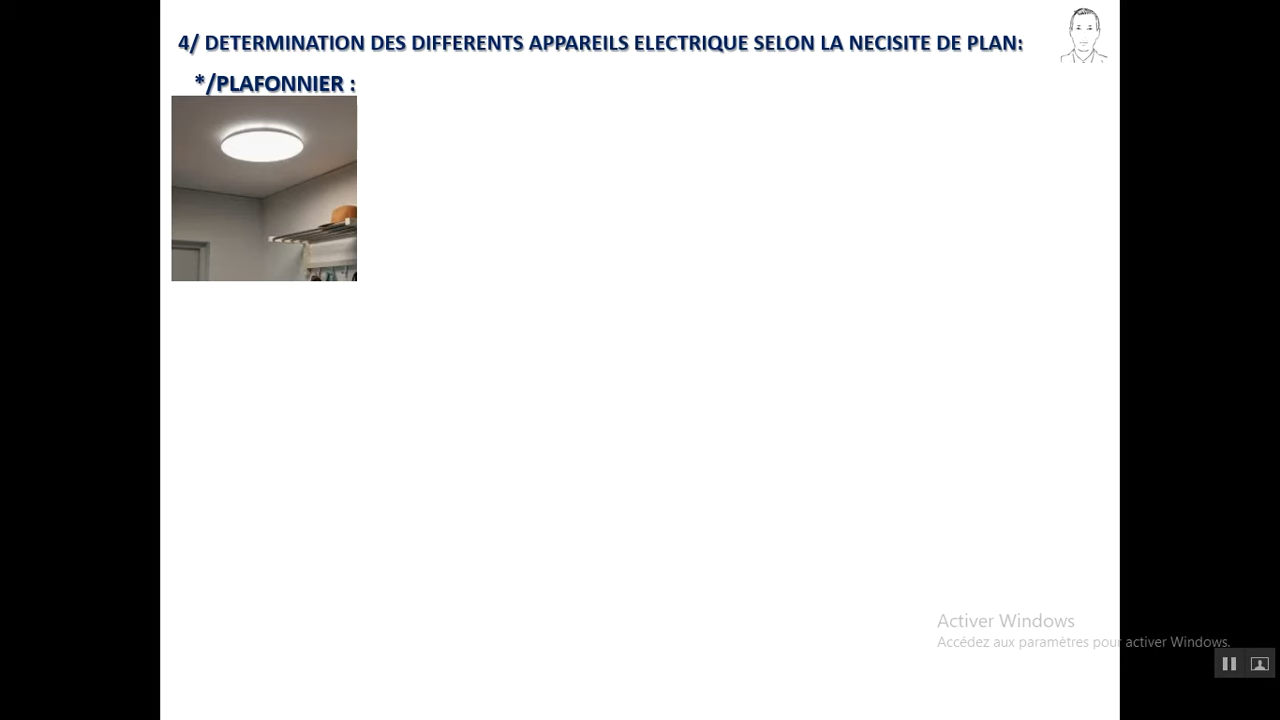 4/ DETERMINATION DES DIFFERENTS APPAREILS ELECTRIQUE SELON LA NECISITE DE PLAN:
*/PLAFONNIER :
Activer Windows
Accédez aux paramètres pour activer Windows.